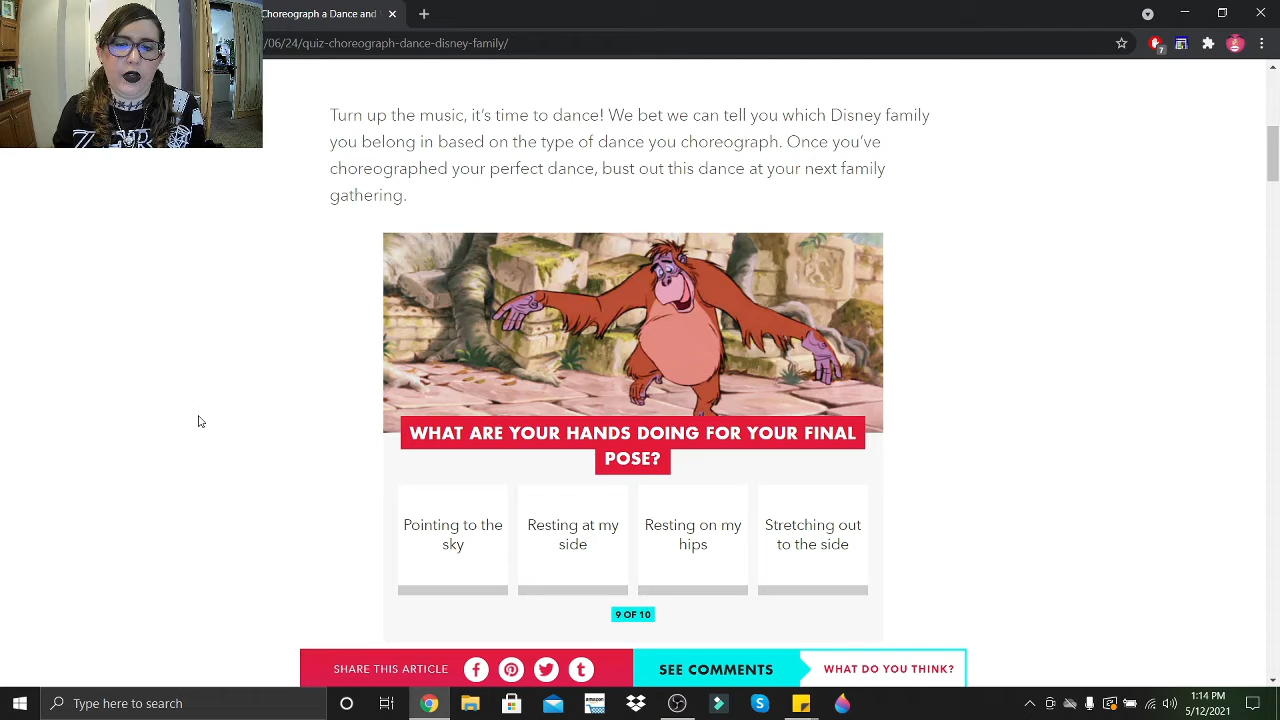 Choreograph a Dance and
/06/24/quiz-choreograph-dance-disney-family/
7
Turn up the music, it's time to dance! We bet we can tell you which Disney family
you belong in based on the type of dance you choreograph. Once you've
choreographed your perfect dance, bust out this dance at your next family
gathering.
WHAT ARE YOUR HANDS DOING FOR YOUR FINAL
POSE?
Pointing to the
sky
Resting at my
side
Resting on my
hips
Stretching out
to the side
9 OF 10
SHARE THIS ARTICLE
SEE COMMENTS
WHAT DO YOU THINK?
Type here to search
amazon
1:14 PM
5/12/2021